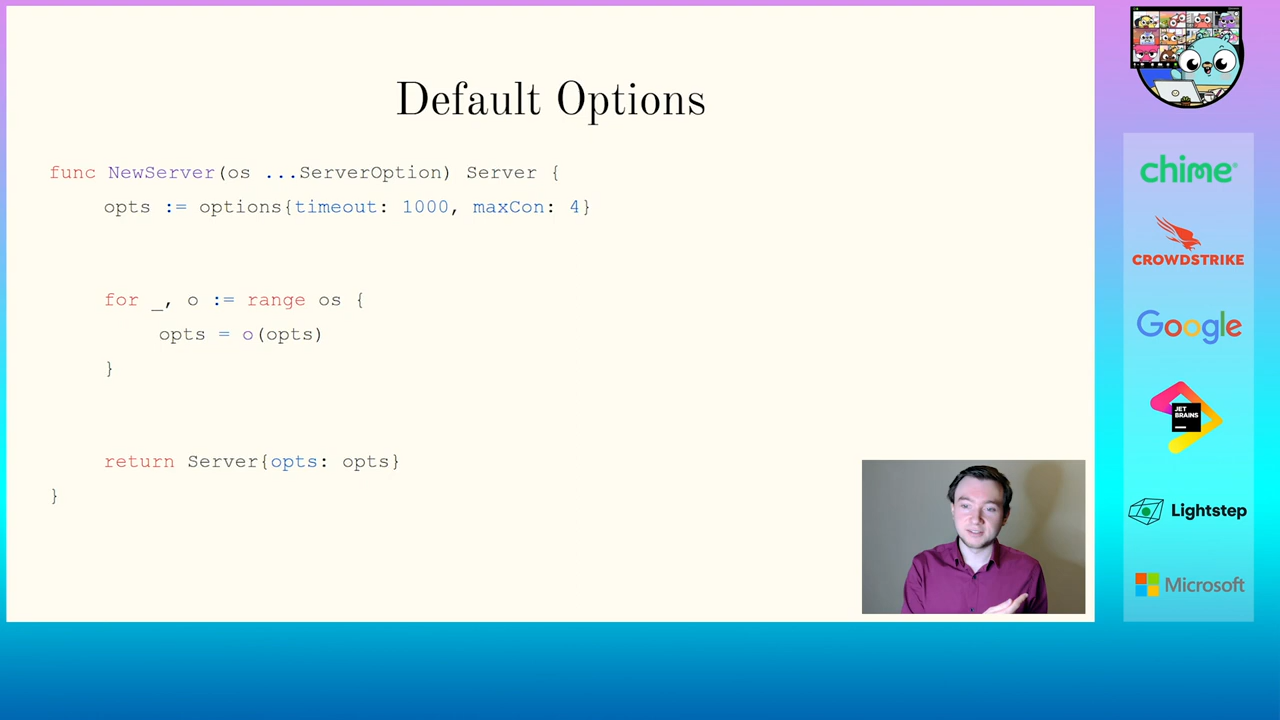 Default Options
func NewServer(os ...ServerOption) Server {
opts := options{timeout: 1000, maxCon: 4}
for _, o := range os {
opts = o(opts)
}
return Server{opts: opts}
}
chime
CROWDSTRIKE
Google
JET
BRAINS
Lightstep
Microsoft